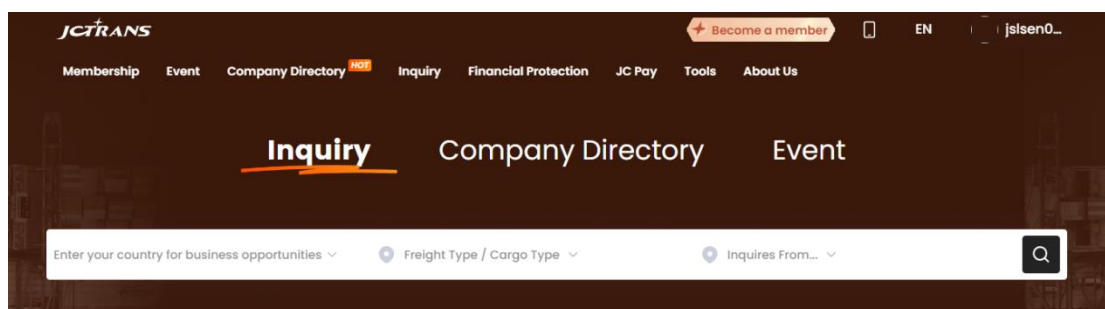 JCTRANS
Become a member
EN
jslsen0...
Membership Event Company Directory HOT Inquiry Financial Protection JC Pay Tools About Us
Inquiry Company Directory Event
Enter your country for business opportunities Freight Type / Cargo Type Inquires From...